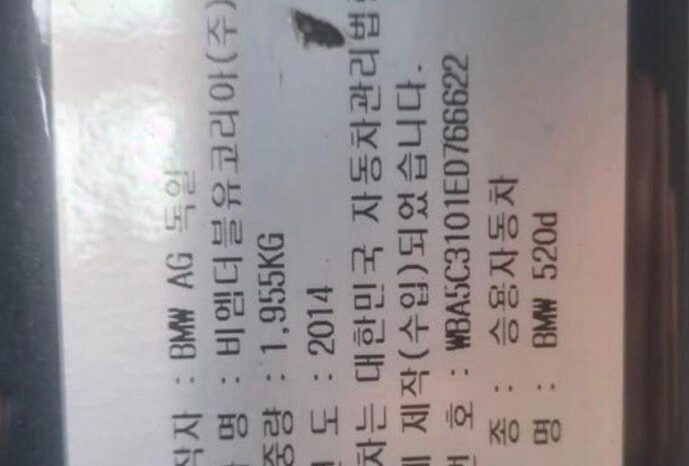 작자 : BMW AG 독일
명 : 비엠더블유코리아(주)
중량 : 1,955KG
도 : 2014
차는 대한민국 자동차관리법
제작(수입)되었습니다.
호 : WBA5C3101ED766622
종 : 승용자동차
명 : BMW 520d